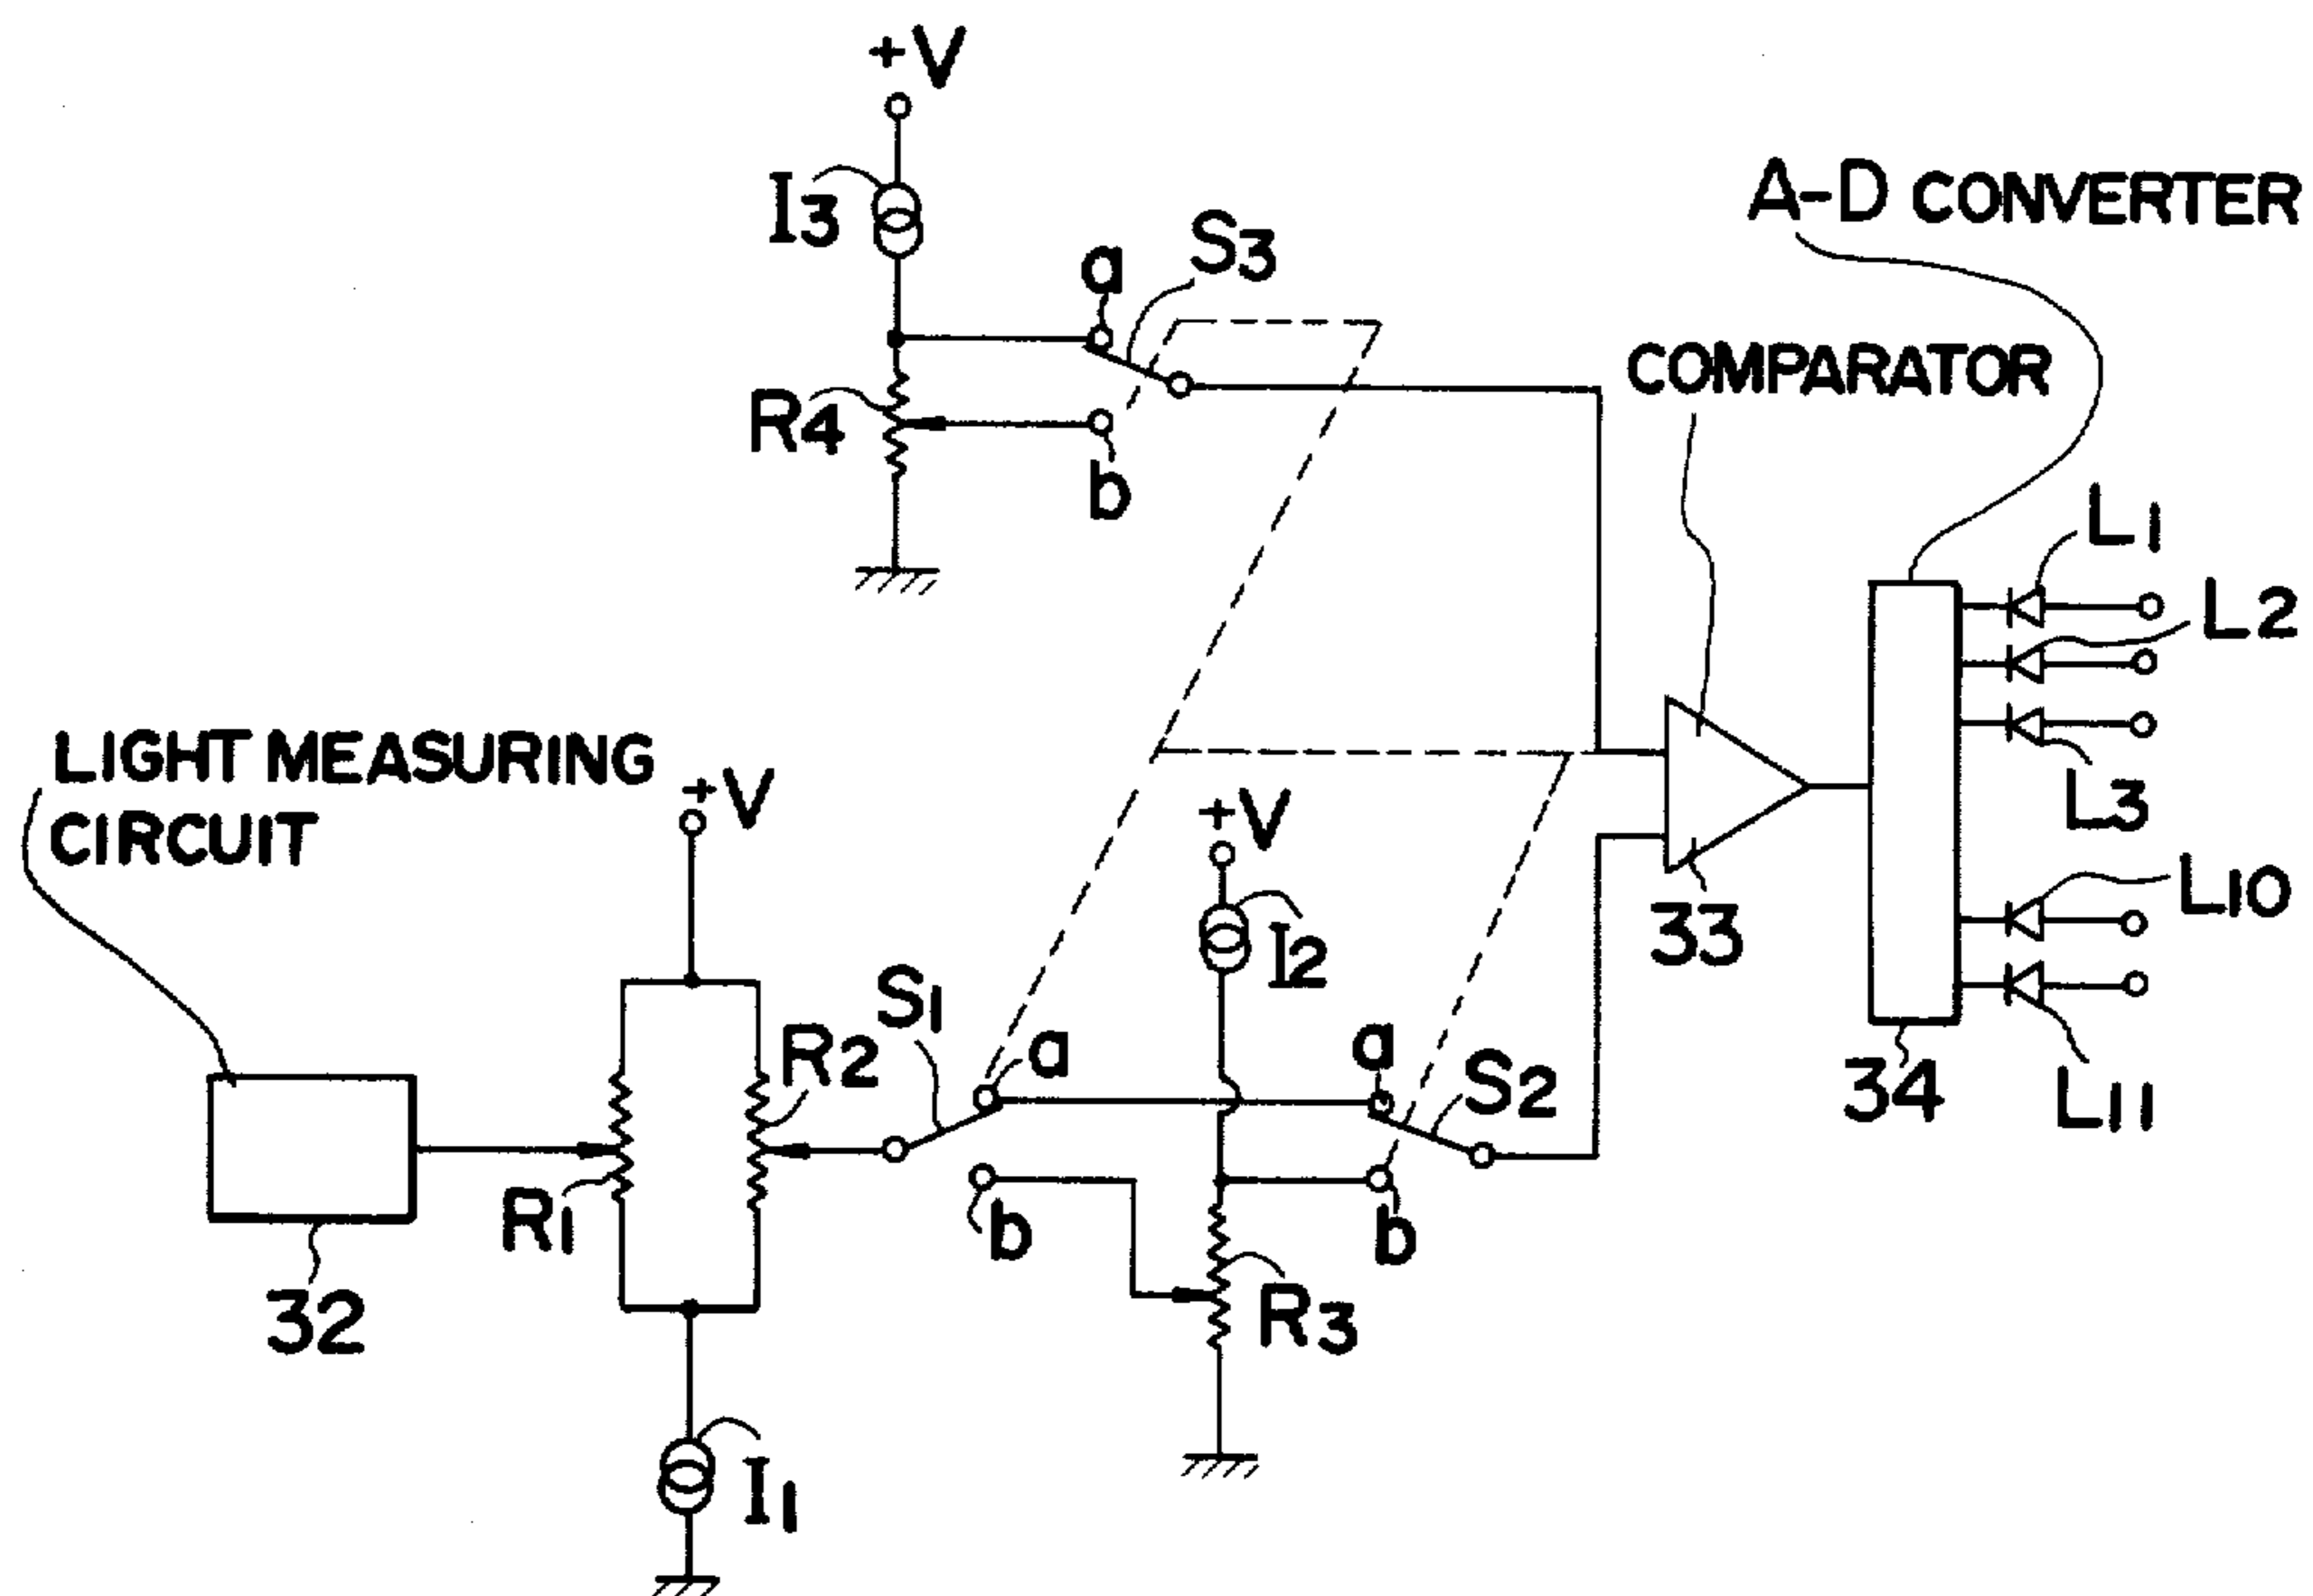 +V
I3
a
S3
A-D CONVERTER
COMPARATOR
R4
b
L1
L2
L3
LIGHT MEASURING
CIRCUIT
+V
+V
L10
33
I2
S1
R2
a
a
S2
34
L11
R1
b
b
32
R3
I1